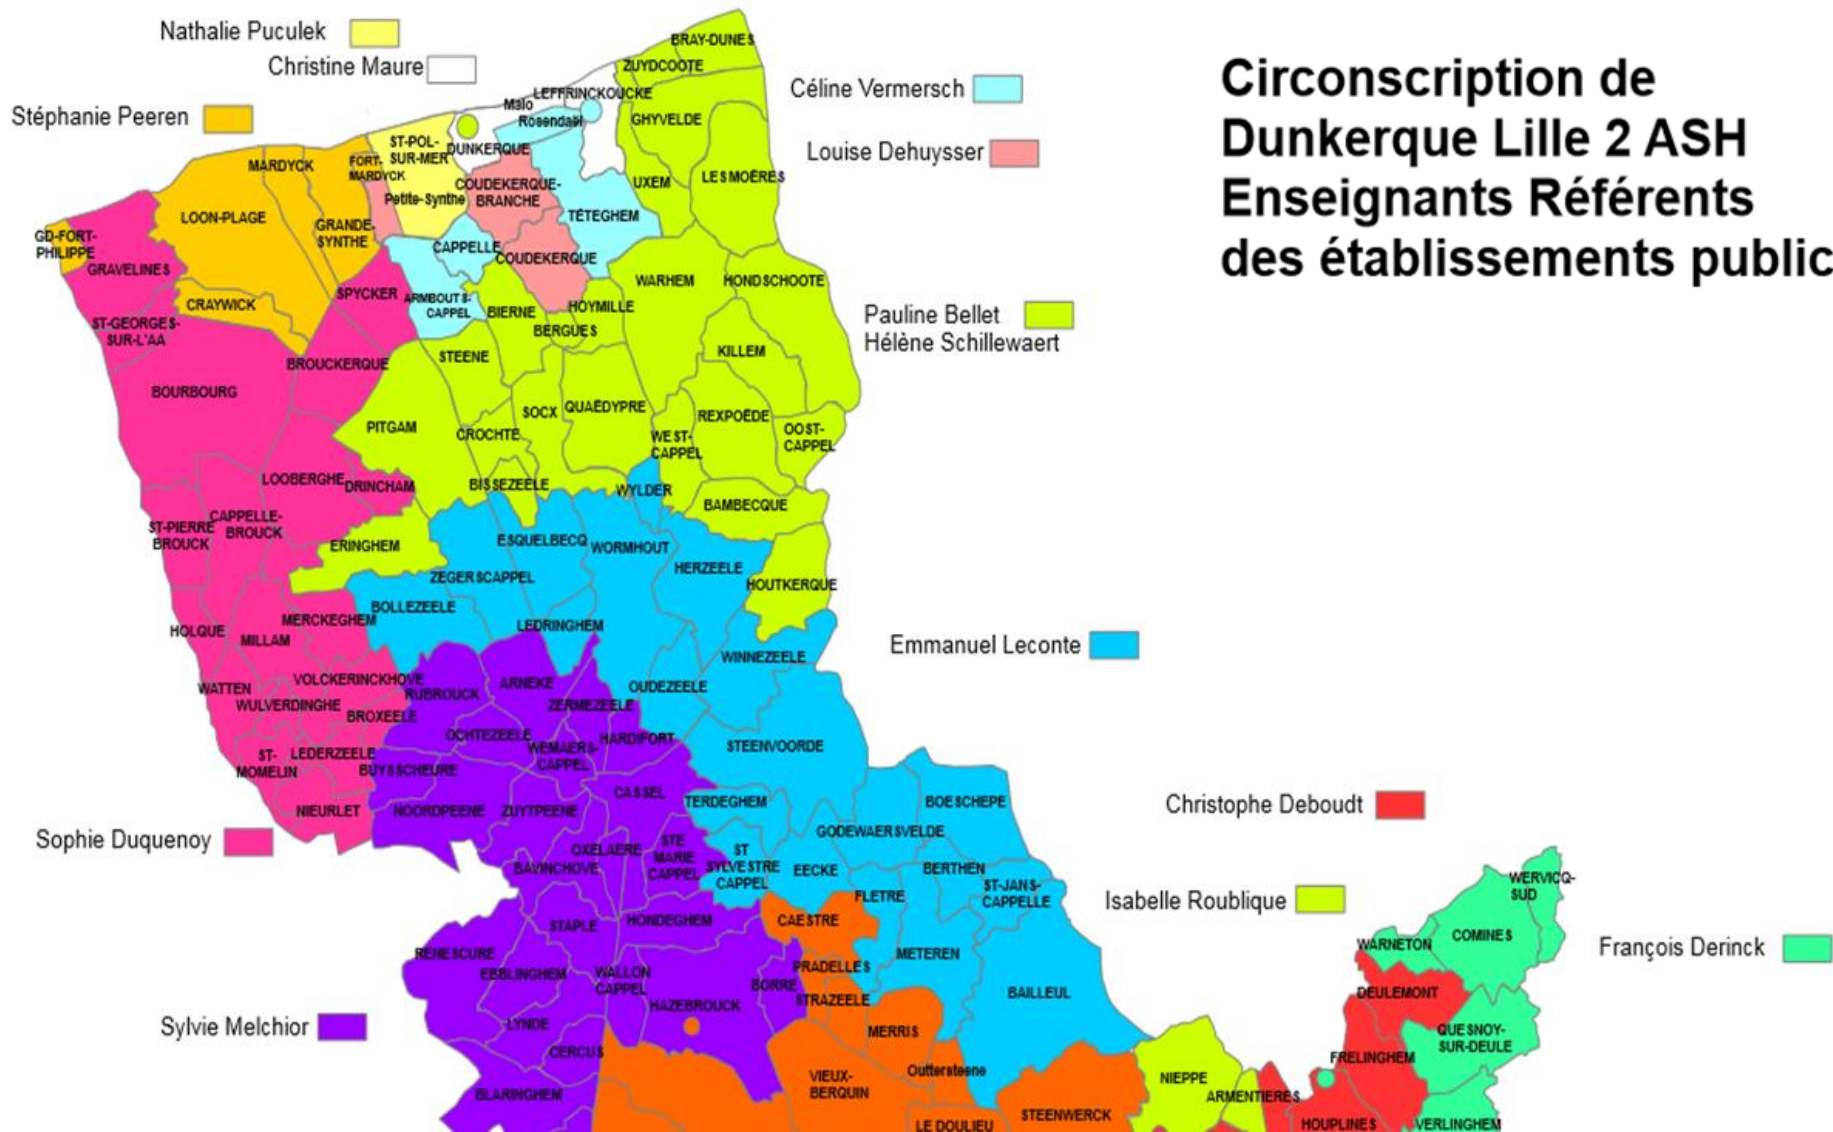 Nathalie Puculek
Christine Maure
Stéphanie Peeren
Céline Vermersch
Louise Dehuysser
Circonscription de
Dunkerque Lille 2 ASH
Enseignants Référents
des établissements public
Pauline Bellet
Hélène Schillewaert
Emmanuel Leconte
Christophe Deboudt
Isabelle Roublique
François Derinck
Sophie Duquenoy
Sylvie Melchior
BRAY-DUNES
ZUYDCOOTE
LEFFRINCKOUCKE
Malo
Rosendaël
GHYVELDE
ST-POL-
SUR-MER
DUNKERQUE
MARDYCK
FORT-
MARDYCK
Petite-Synthe
COUDEKERQUE-
BRANCHE
UXEM
LES MOËRES
LOON-PLAGE
GRANDE-
SYNTHE
TÉTEGHEM
GD-FORT-
PHILIPPE
GRAVELINES
CAPPELLE
COUDEKERQUE
WARHEM
HONDSCHOOTE
CRAYWICK
SPYCKER
ARMBOUTS-
CAPPEL
BIERNE
HOYMILLE
BERGUES
ST-GEORGES-
SUR-L'AA
BROUCKERQUE
STEENE
KILLEM
BOURBOURG
SOCX
QUAËDYPRE
REXPOËDE
PITGAM
CROCHTE
WEST-
CAPPEL
OOST-
CAPPEL
LOOBERGHE
DRINCHAM
BISSEZEELE
WYLDER
BAMBECQUE
ST-PIERRE
BROUCK
CAPPELLE-
BROUCK
ERINGHEM
ESQUELBECQ
WORMHOUT
HERZEELE
ZEGERSCAPPEL
HOUTKERQUE
BOLLEZEELE
MERCKEGHEM
HOLQUE
MILLAM
LEDRINGHEM
WINNEZEELE
WATTEN
VOLCKERINCKHOVE
RUBROUCK
ARNEKE
OUDEZEELE
WULVERDINGHE
BROXEELE
ZERMEZEELE
OCHTEZEELE
HARDIFORT
WEMAERS-
CAPPEL
STEENVOORDE
ST-
MOMELIN
LEDERZEELE
BUYSSCHEURE
CASSEL
TERDEGHEM
BOESCHEPE
NIEURLET
NOORDPEENE
ZUYTPEENE
GODEWAERSVELDE
OXELAERE
STE
MARIE
CAPPEL
ST
SYLVESTRE
CAPPEL
BAVINCHOVE
EECKE
BERTHEN
FLETRE
ST-JANS-
CAPPELLE
WERVICQ-
SUD
STAPLE
HONDEGHEM
CAESTRE
WARNETON
COMINES
RENESCURE
EBBLINGHEM
WALLON
CAPPEL
BORRE
PRADELLES
METEREN
HAZEBROUCK
STRAZEELE
BAILLEUL
DEULEMONT
LYNDE
MERRIS
QUESNOY-
SUR-DEULE
CERCUS
FRELINGHEM
VIEUX-
BERQUIN
Outtersteene
NIEPPE
BLARINGHEM
ARMENTIERES
STEENWERCK
LE DOULIEU
HOUPLINES
VERLINGHEM